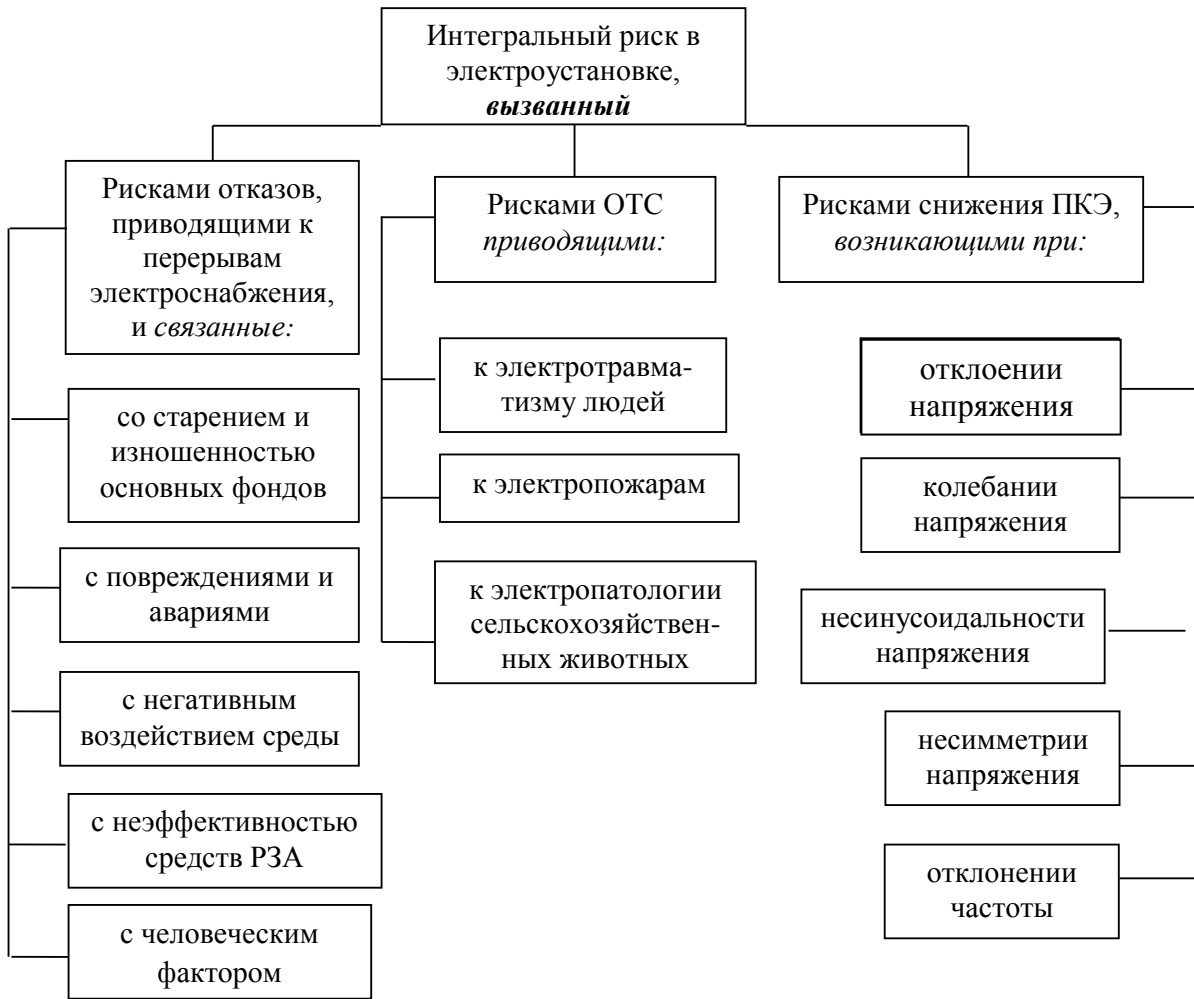 Интегральный риск в
электроустановке,
вызванный
Рисками отказов,
приводящими к
перерывам
электроснабжения,
и связанные:
со старением и
изношенностью
основных фондов
с повреждениями и
авариями
с негативным
воздействием среды
с неэффективностью
средств РЗА
с человеческим
фактором
Рисками ОТС
приводящими:
к электротравма-
тизму людей
к электропожарам
к электропатологии
сельскохозяйствен-
ных животных
Рисками снижения ПКЭ,
возникающими при:
отклоении
напряжения
колебании
напряжения
несинусоидальности
напряжения
несимметрии
напряжения
отклонении
частоты